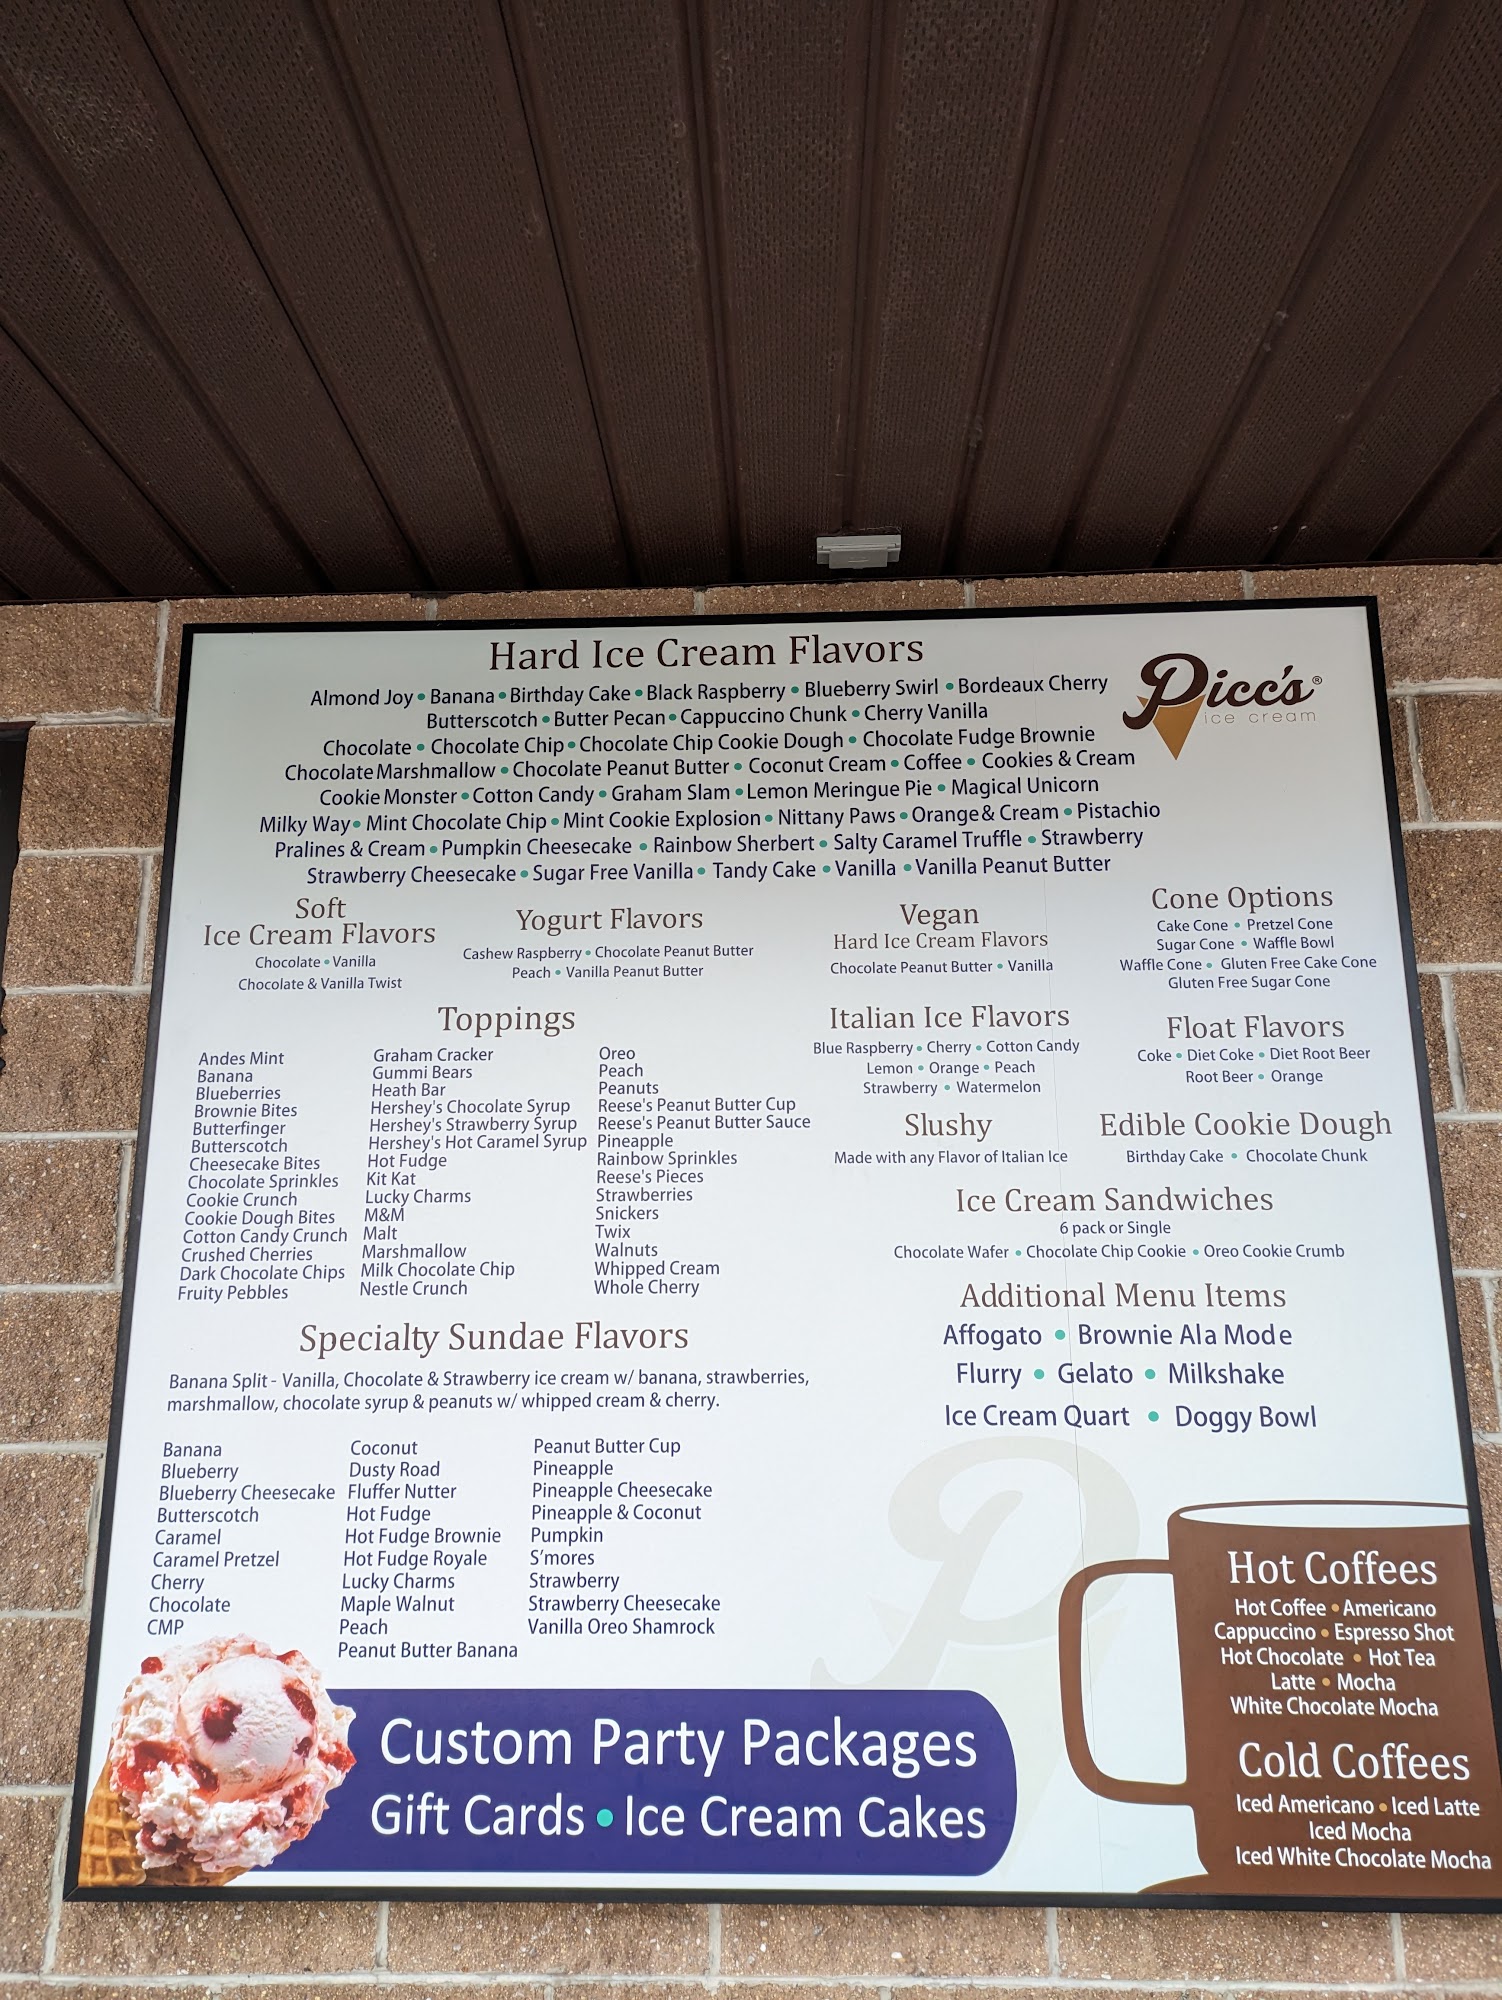 Hard Ice Cream Flavors
Almond Joy • Banana • Birthday Cake • Black Raspberry • Blueberry Swirl • Bordeaux Cherry
Butterscotch • Butter Pecan • Cappuccino Chunk • Cherry Vanilla
Chocolate • Chocolate Chip • Chocolate Chip Cookie Dough • Chocolate Fudge Brownie
Chocolate Marshmallow • Chocolate Peanut Butter • Coconut Cream • Coffee • Cookies & Cream
Cookie Monster • Cotton Candy • Graham Slam • Lemon Meringue Pie • Magical Unicorn
Milky Way • Mint Chocolate Chip • Mint Cookie Explosion • Nittany Paws • Orange & Cream • Pistachio
Pralines & Cream • Pumpkin Cheesecake • Rainbow Sherbert • Salty Caramel Truffle • Strawberry
Strawberry Cheesecake • Sugar Free Vanilla • Tandy Cake • Vanilla • Vanilla Peanut Butter
Picc's®
ice cream
Soft
Ice Cream Flavors
Chocolate • Vanilla
Chocolate & Vanilla Twist
Yogurt Flavors
Cashew Raspberry • Chocolate Peanut Butter
Peach • Vanilla Peanut Butter
Vegan
Hard Ice Cream Flavors
Chocolate Peanut Butter • Vanilla
Cone Options
Cake Cone • Pretzel Cone
Sugar Cone • Waffle Bowl
Waffle Cone • Gluten Free Cake Cone
Gluten Free Sugar Cone
Toppings
Andes Mint
Banana
Blueberries
Brownie Bites
Butterfinger
Butterscotch
Cheesecake Bites
Chocolate Sprinkles
Cookie Crunch
Cookie Dough Bites
Cotton Candy Crunch
Crushed Cherries
Dark Chocolate Chips
Fruity Pebbles
Graham Cracker
Gummi Bears
Heath Bar
Hershey's Chocolate Syrup
Hershey's Strawberry Syrup
Hershey's Hot Caramel Syrup
Hot Fudge
Kit Kat
Lucky Charms
M&M
Malt
Marshmallow
Milk Chocolate Chip
Nestle Crunch
Oreo
Peach
Peanuts
Reese's Peanut Butter Cup
Reese's Peanut Butter Sauce
Pineapple
Rainbow Sprinkles
Reese's Pieces
Strawberries
Snickers
Twix
Walnuts
Whipped Cream
Whole Cherry
Italian Ice Flavors
Blue Raspberry • Cherry • Cotton Candy
Lemon • Orange • Peach
Strawberry • Watermelon
Float Flavors
Coke • Diet Coke • Diet Root Beer
Root Beer • Orange
Slushy
Made with any Flavor of Italian Ice
Edible Cookie Dough
Birthday Cake • Chocolate Chunk
Ice Cream Sandwiches
6 pack or Single
Chocolate Wafer • Chocolate Chip Cookie • Oreo Cookie Crumb
Additional Menu Items
Affogato • Brownie Ala Mode
Flurry • Gelato • Milkshake
Ice Cream Quart • Doggy Bowl
Specialty Sundae Flavors
Banana Split - Vanilla, Chocolate & Strawberry ice cream w/ banana, strawberries,
marshmallow, chocolate syrup & peanuts w/ whipped cream & cherry.
Banana
Blueberry
Blueberry Cheesecake
Butterscotch
Caramel
Caramel Pretzel
Cherry
Chocolate
CMP
Coconut
Dusty Road
Fluffer Nutter
Hot Fudge
Hot Fudge Brownie
Hot Fudge Royale
Lucky Charms
Maple Walnut
Peach
Peanut Butter Banana
Peanut Butter Cup
Pineapple
Pineapple Cheesecake
Pineapple & Coconut
Pumpkin
S'mores
Strawberry
Strawberry Cheesecake
Vanilla Oreo Shamrock
Custom Party Packages
Gift Cards • Ice Cream Cakes
Hot Coffees
Hot Coffee • Americano
Cappuccino • Espresso Shot
Hot Chocolate • Hot Tea
Latte • Mocha
White Chocolate Mocha
Cold Coffees
Iced Americano • Iced Latte
Iced Mocha
Iced White Chocolate Mocha